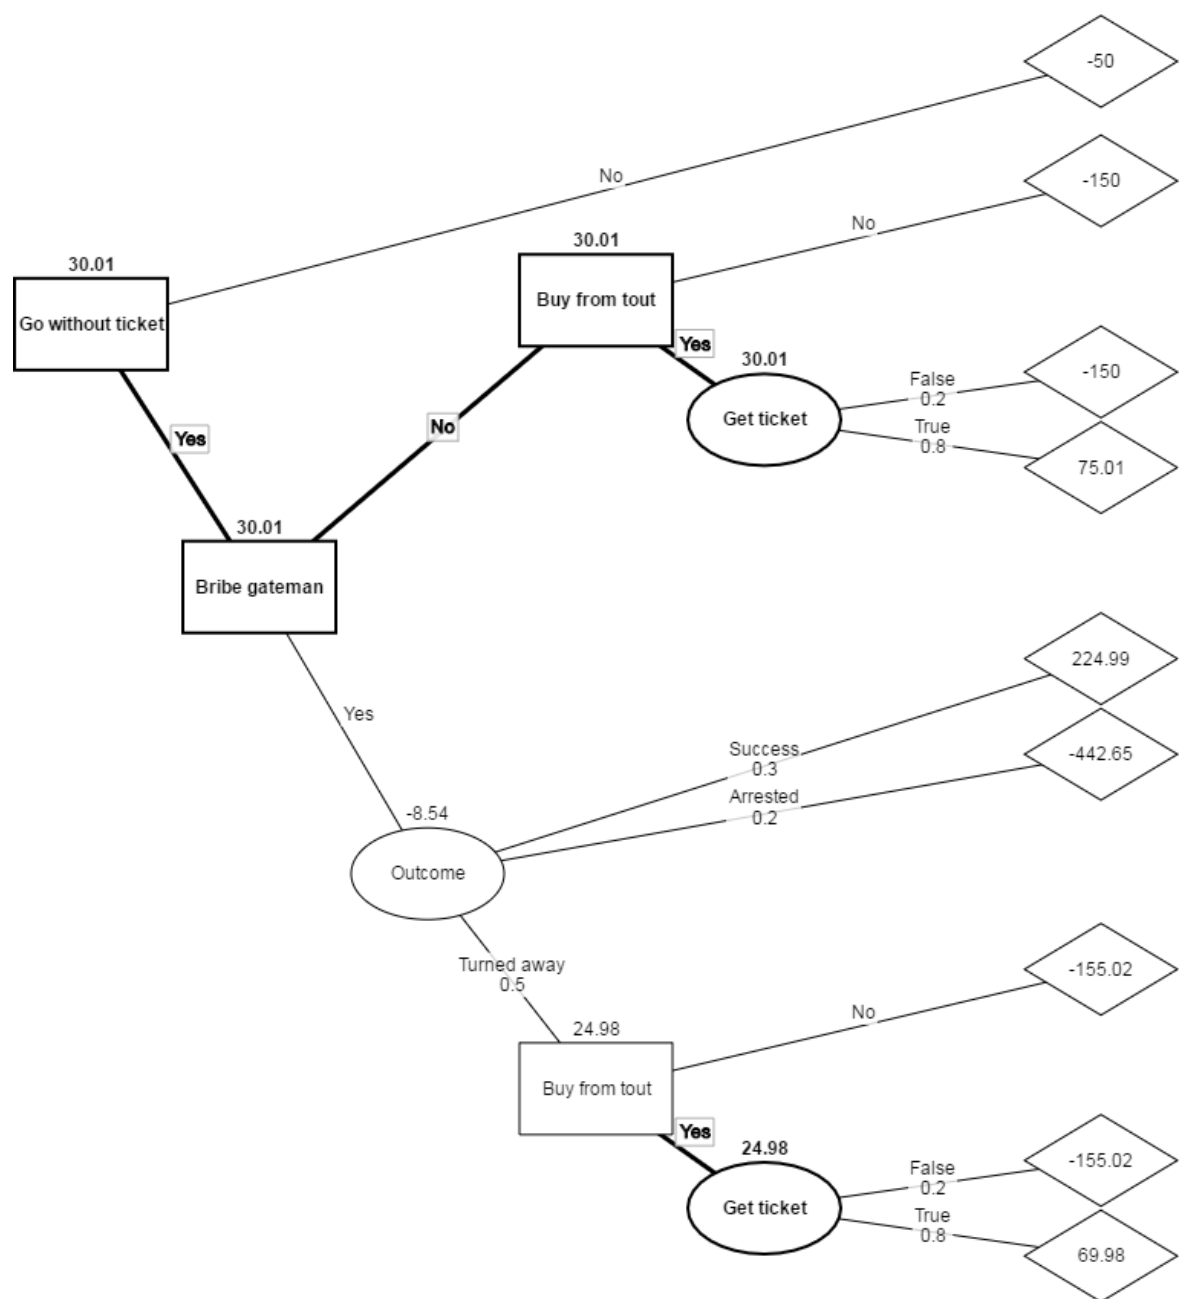 -50
No
-150
No
30.01
Go without ticket
30.01
Buy from tout
Yes
30.01
Get ticket
False
0.2
-150
True
0.8
75.01
Yes
No
30.01
Bribe gateman
Yes
224.99
Success
0.3
-442.65
Arrested
0.2
-8.54
Outcome
Turned away
0.5
-155.02
No
24.98
Buy from tout
Yes
24.98
Get ticket
False
0.2
-155.02
True
0.8
69.98